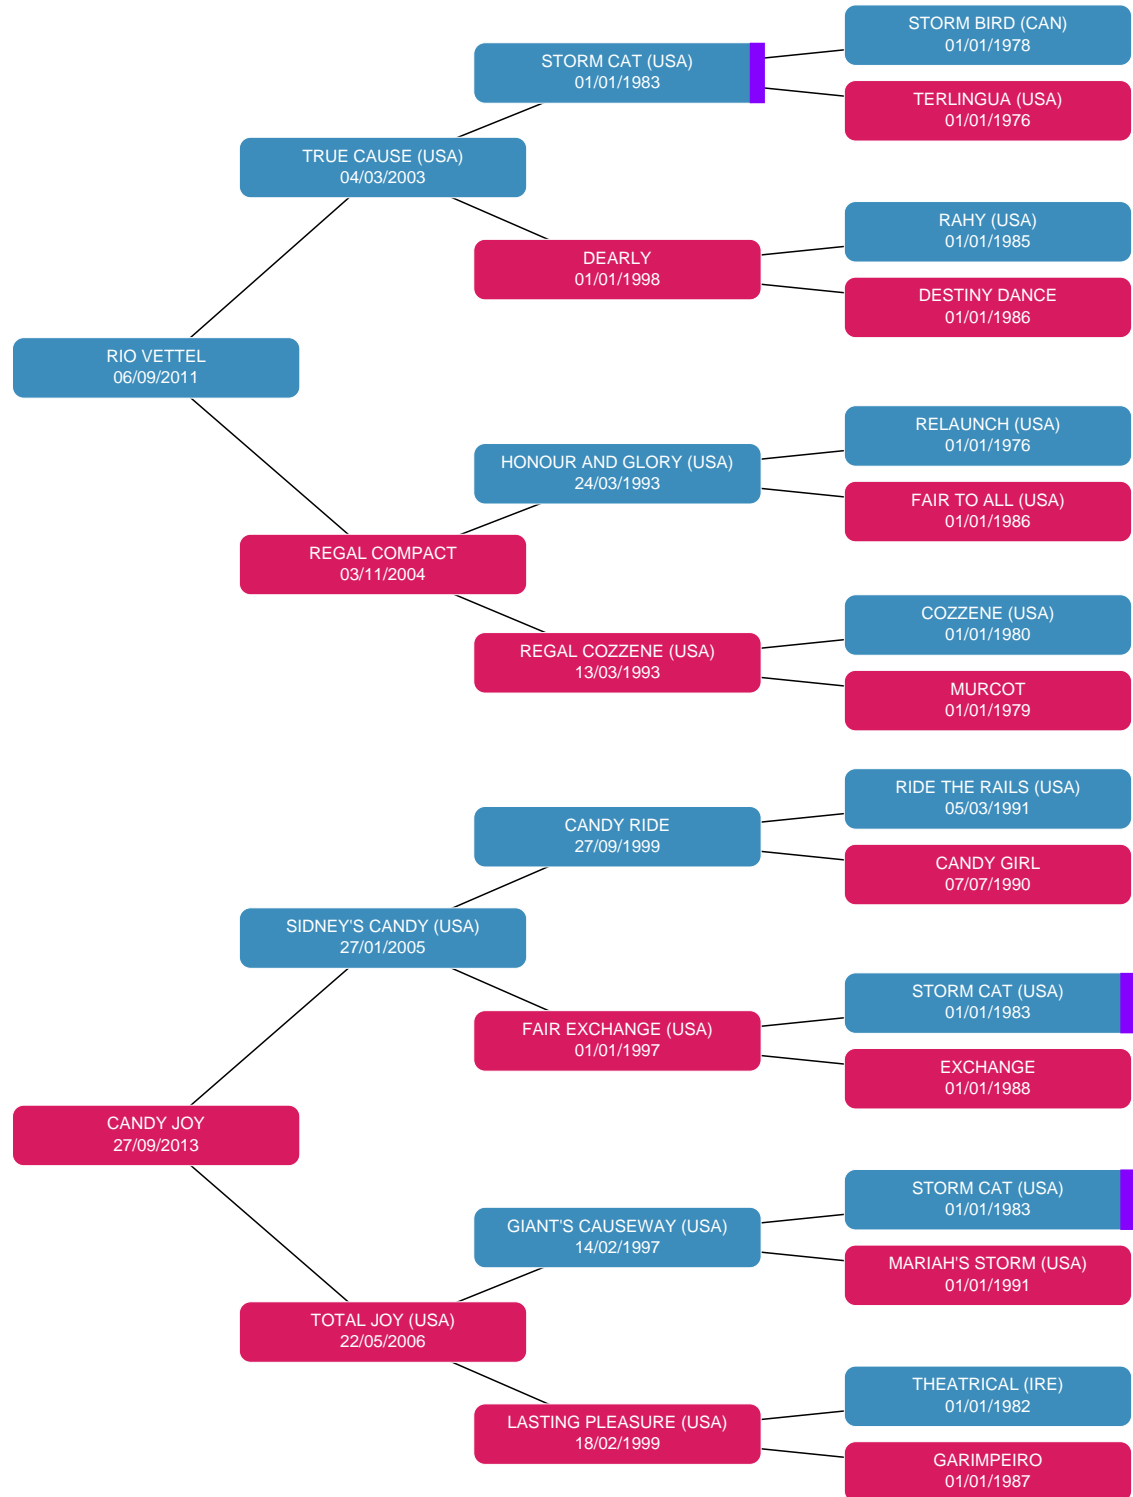 STORM BIRD (CAN)
01/01/1978
STORM CAT (USA)
01/01/1983
TERLINGUA (USA)
01/01/1976
TRUE CAUSE (USA)
04/03/2003
RAHY (USA)
01/01/1985
DEARLY
01/01/1998
DESTINY DANCE
01/01/1986
RIO VETTEL
06/09/2011
RELAUNCH (USA)
01/01/1976
HONOUR AND GLORY (USA)
24/03/1993
FAIR TO ALL (USA)
01/01/1986
REGAL COMPACT
03/11/2004
COZZENE (USA)
01/01/1980
REGAL COZZENE (USA)
13/03/1993
MURCOT
01/01/1979
RIDE THE RAILS (USA)
05/03/1991
CANDY RIDE
27/09/1999
CANDY GIRL
07/07/1990
SIDNEY'S CANDY (USA)
27/01/2005
STORM CAT (USA)
01/01/1983
FAIR EXCHANGE (USA)
01/01/1997
EXCHANGE
01/01/1988
CANDY JOY
27/09/2013
STORM CAT (USA)
01/01/1983
GIANT'S CAUSEWAY (USA)
14/02/1997
MARIAH'S STORM (USA)
01/01/1991
TOTAL JOY (USA)
22/05/2006
THEATRICAL (IRE)
01/01/1982
LASTING PLEASURE (USA)
18/02/1999
GARIMPEIRO
01/01/1987